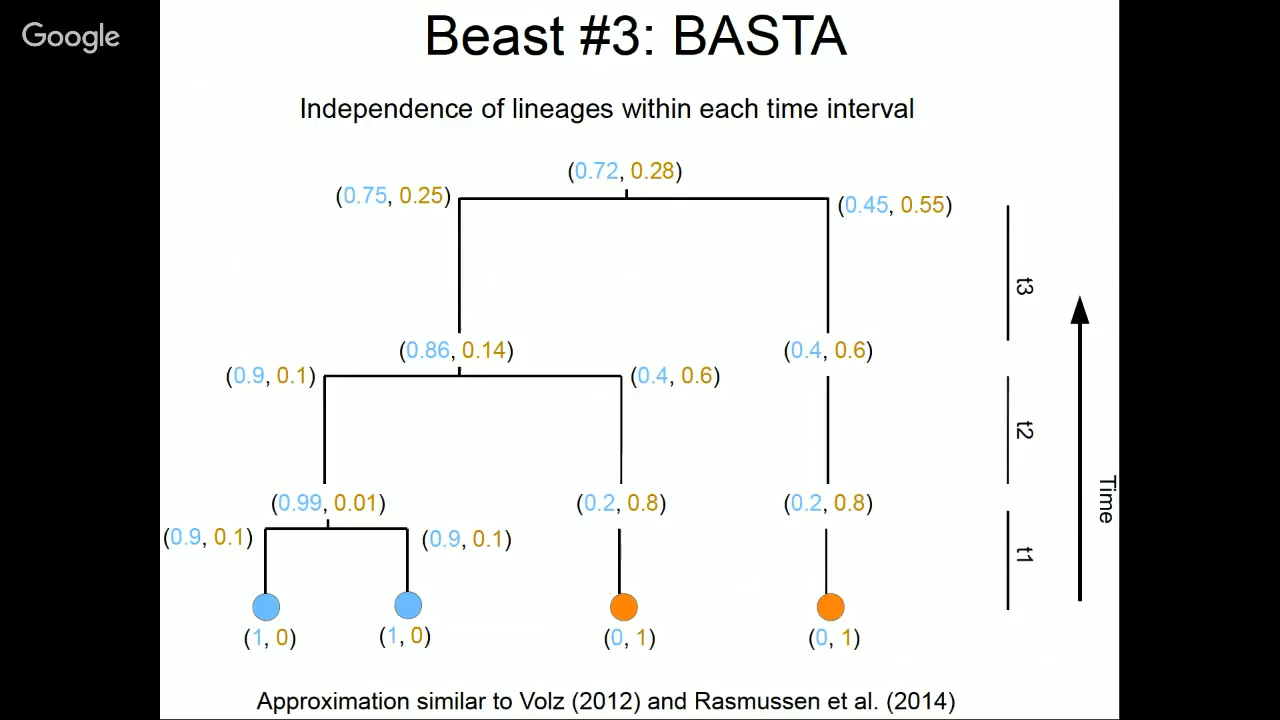 Google
Beast #3: BASTA
Independence of lineages within each time interval
(0.72, 0.28)
(0.75, 0.25)
(0.45, 0.55)
t3
(0.86, 0.14)
(0.4, 0.6)
(0.9, 0.1)
(0.4, 0.6)
t2
(0.99, 0.01)
(0.2, 0.8)
(0.2, 0.8)
Time
(0.9, 0.1)
(0.9, 0.1)
t1
(1, 0)
(1, 0)
(0, 1)
(0, 1)
Approximation similar to Volz (2012) and Rasmussen et al. (2014)